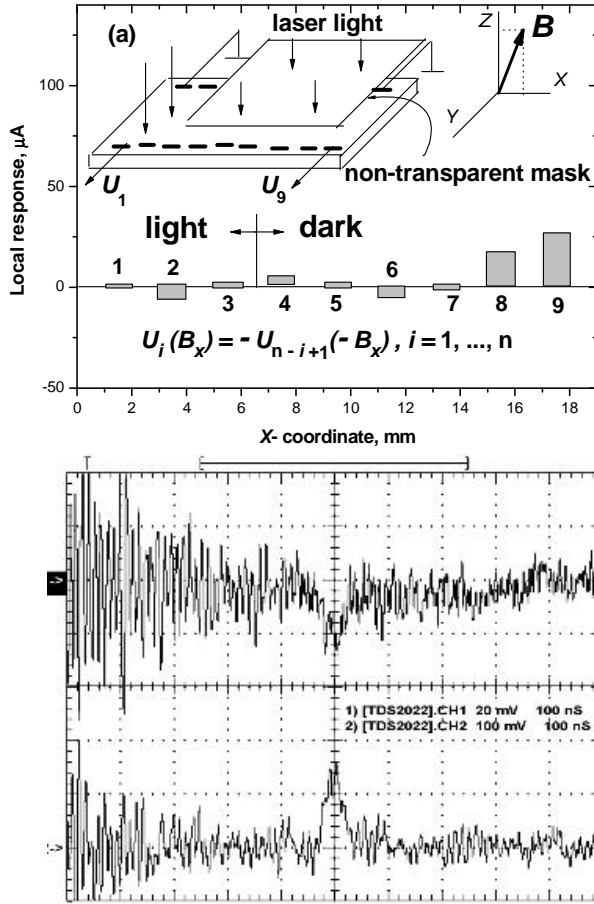 (a)
laser light
B
Z
X
Y
non-transparent mask
U1
U9
light
dark
1
2
3
4
5
6
7
8
9
Ui (Bx) = - Un - i +1(- Bx) , i = 1, ..., n
Local response, μA
100
50
0
-50
0 2 4 6 8 10 12 14 16 18
X- coordinate, mm
T
1) [TDS2022].CH1 20 mV 100 nS
2) [TDS2022].CH2 100 mV 100 nS